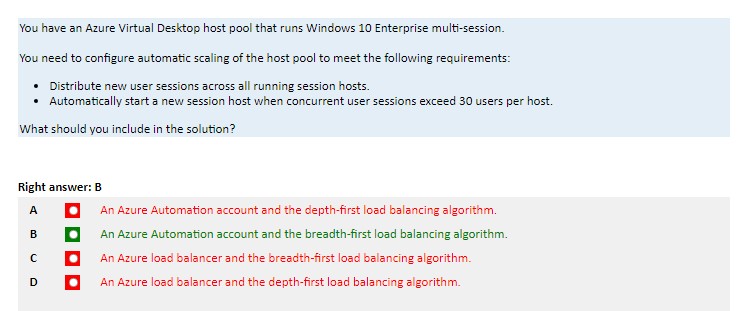 You have an Azure Virtual Desktop host pool that runs Windows 10 Enterprise multi-session.
You need to configure automatic scaling of the host pool to meet the following requirements:
• Distribute new user sessions across all running session hosts.
• Automatically start a new session host when concurrent user sessions exceed 30 users per host.
What should you include in the solution?
Right answer: B
A An Azure Automation account and the depth-first load balancing algorithm.
B An Azure Automation account and the breadth-first load balancing algorithm.
C An Azure load balancer and the breadth-first load balancing algorithm.
D An Azure load balancer and the depth-first load balancing algorithm.